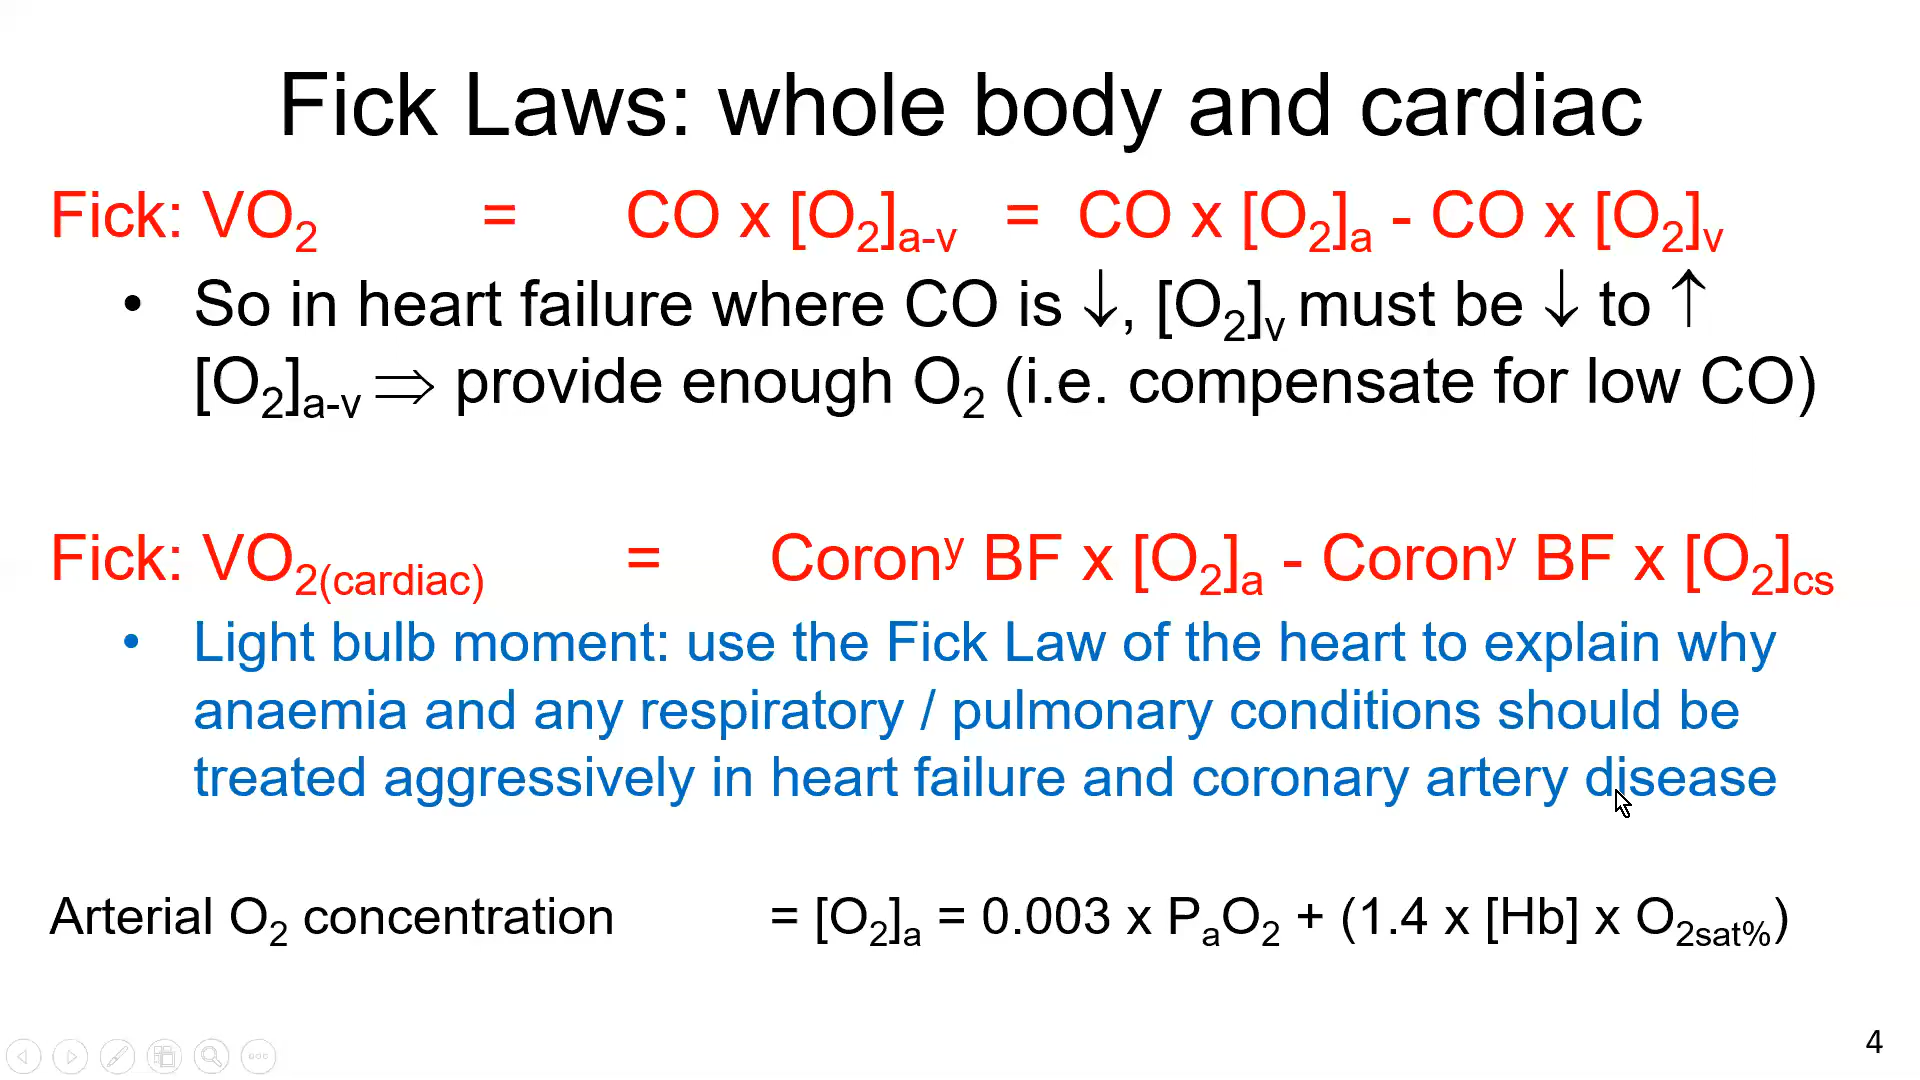 Fick Laws: whole body and cardiac
Fick: VO₂ = CO x [O₂]ₐ₋ᵥ = CO x [O₂]ₐ - CO x [O₂]ᵥ
• So in heart failure where CO is ↓, [O₂]ᵥ must be ↓ to ↑
[O₂]ₐ₋ᵥ ⇒ provide enough O₂ (i.e. compensate for low CO)
Fick: VO₂(cardiac) = Coronʸ BF x [O₂]ₐ - Coronʸ BF x [O₂]cs
• Light bulb moment: use the Fick Law of the heart to explain why
anaemia and any respiratory / pulmonary conditions should be
treated aggressively in heart failure and coronary artery disease
Arterial O₂ concentration = [O₂]ₐ = 0.003 x PₐO₂ + (1.4 x [Hb] x O₂sat%)
4